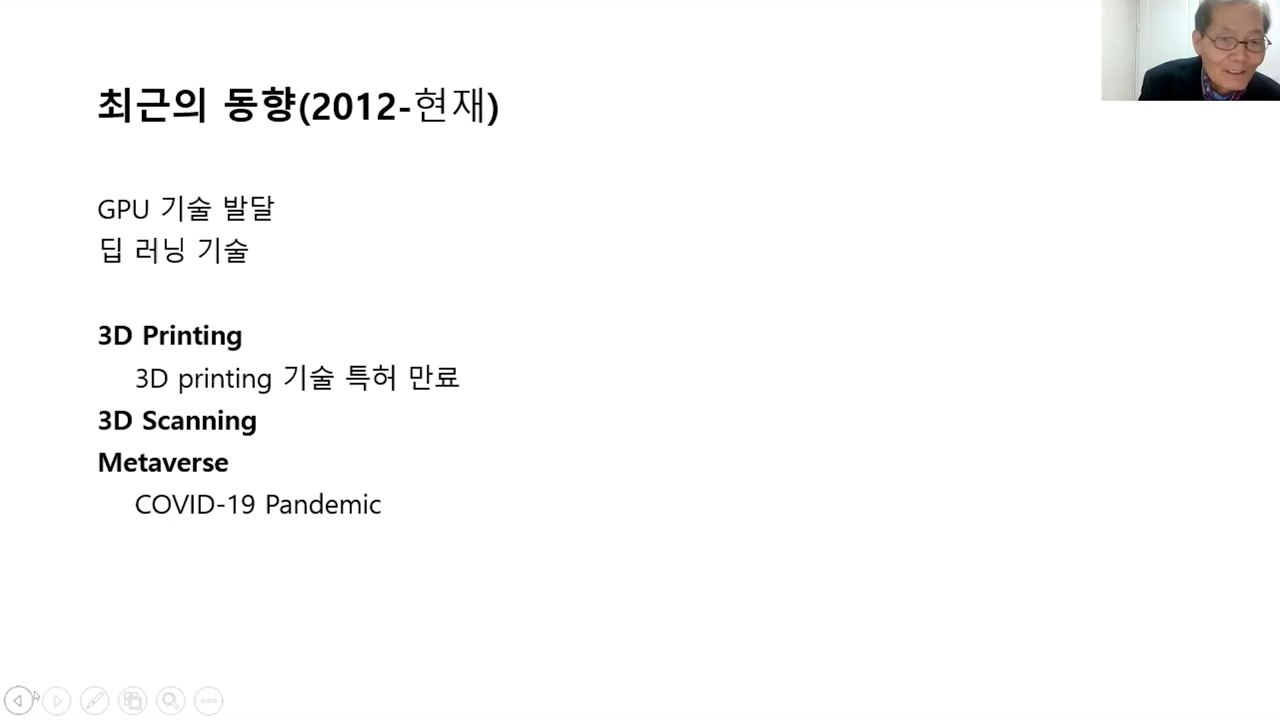 최근의 동향(2012-현재)
GPU 기술 발달
딥 러닝 기술
3D Printing
3D printing 기술 특허 만료
3D Scanning
Metaverse
COVID-19 Pandemic